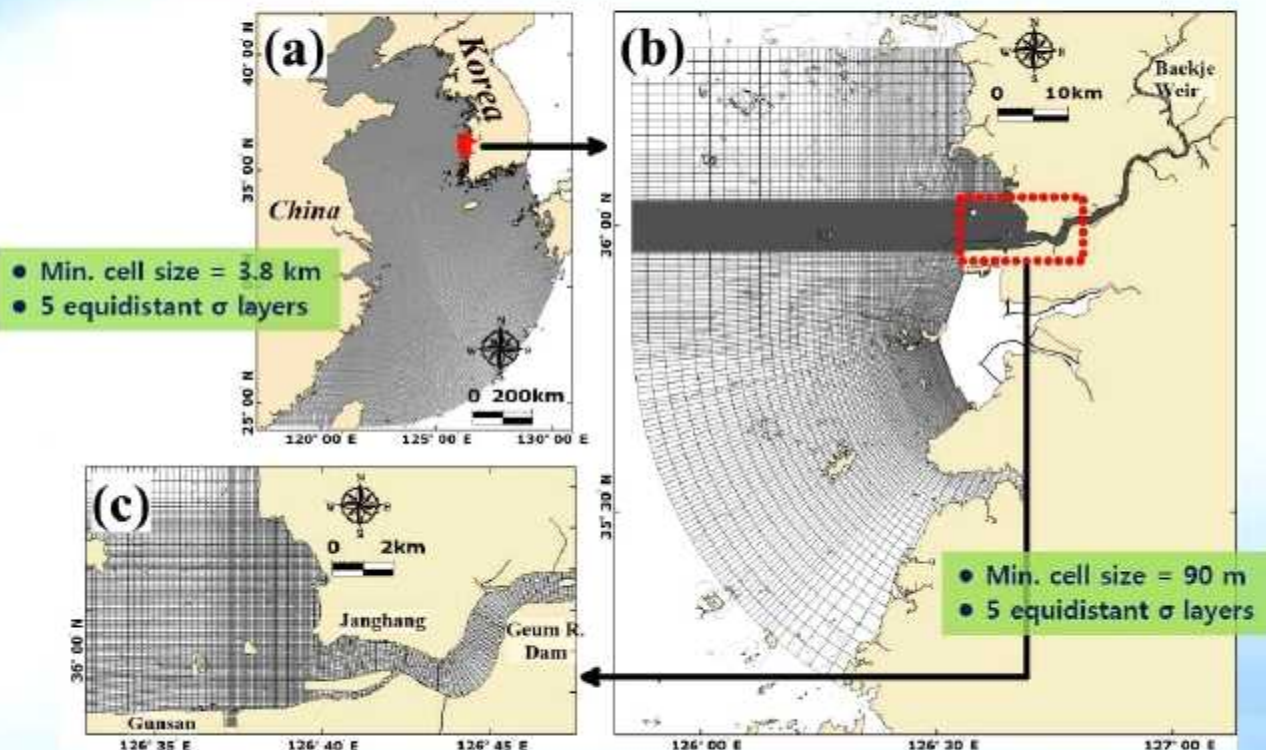 (a)
Korea
China
N
W
E
S
0 200km
40° 00 N
35° 00 N
25° 00 N
120° 00 E
125° 00 E
130° 00 E
● Min. cell size = 3.8 km
● 5 equidistant σ layers
(b)
N
W
E
S
0 10km
Baekje
Weir
36° 00 N
35° 30 N
126° 00 E
126° 30 E
127° 00 E
● Min. cell size = 90 m
● 5 equidistant σ layers
(c)
N
W
E
S
0 2km
Janghang
Geum R.
Dam
Gunsan
36° 00 N
126° 35 E
126° 40 E
126° 45 E